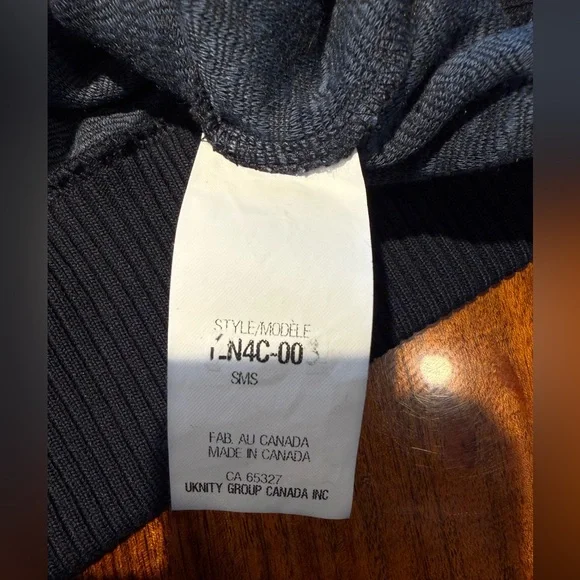 STYLE/MODÈLE
SMS
FAB. AU CANADA
MADE IN CANADA
CA 65327
UKNITY GROUP CANADA INC